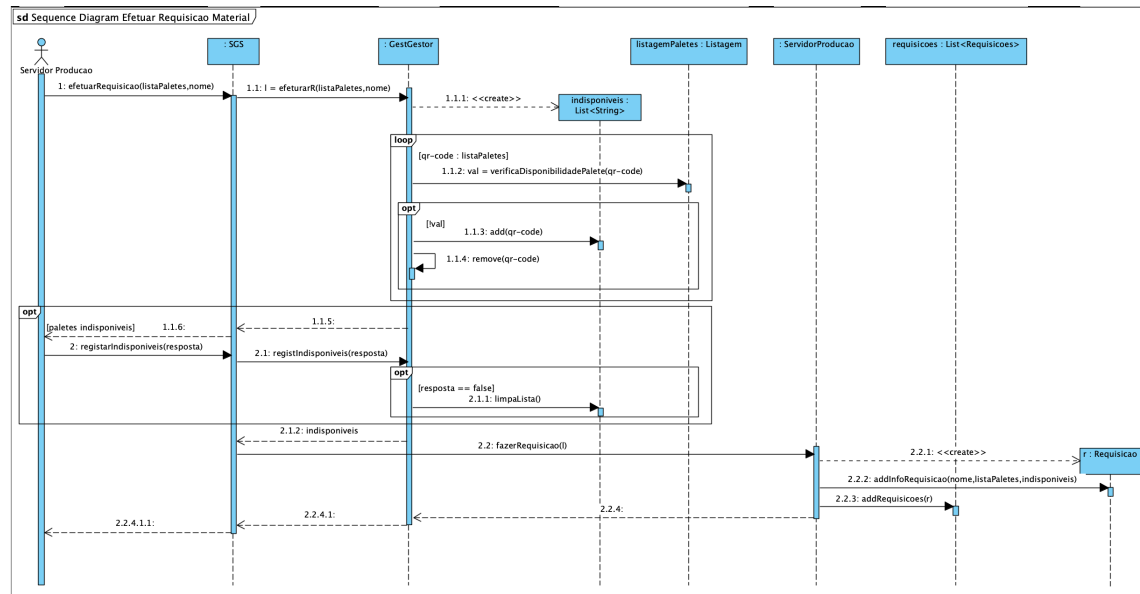 sd Sequence Diagram Efetuar Requisicao Material
Servidor Producao
: SGS
: GestGestor
listagemPaletes : Listagem
: ServidorProducao
requisicoes : List<Requisicoes>
1: efetuarRequisicao(listaPaletes,nome)
1.1: l = efeturarR(listaPaletes,nome)
1.1.1: <<create>>
indisponiveis :
List<String>
loop
[qr-code : listaPaletes]
1.1.2: val = verificaDisponibilidadePalete(qr-code)
opt
[!val]
1.1.3: add(qr-code)
1.1.4: remove(qr-code)
opt
[paletes indisponiveis]
1.1.6:
1.1.5:
2: registarIndisponiveis(resposta)
2.1: registIndisponiveis(resposta)
opt
[resposta == false]
2.1.1: limpaLista()
2.1.2: indisponiveis
2.2: fazerRequisicao(l)
2.2.1: <<create>>
r : Requisicao
2.2.2: addInfoRequisicao(nome,listaPaletes,indisponiveis)
2.2.3: addRequisicoes(r)
2.2.4:
2.2.4.1:
2.2.4.1.1: